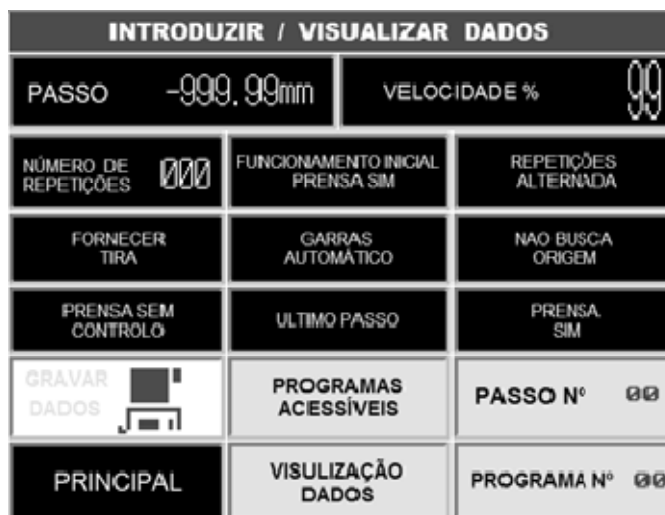 INTRODUZIR / VISUALIZAR DADOS
PASSO -999.99mm VELOCIDADE % 99
NÚMERO DE REPETIÇÕES 000
FUNCIONAMENTO INICIAL
PRENSA SIM
REPETIÇÕES
ALTERNADA
FORNECER
TIRA
GARRAS
AUTOMÁTICO
NAO BUSCA
ORIGEM
PRENSA SEM
CONTROLO
ULTIMO PASSO
PRENSA
SIM
GRAVAR
DADOS
PROGRAMAS
ACESSÍVEIS
PASSO Nº 00
PRINCIPAL
VISULIZAÇÃO
DADOS
PROGRAMA Nº 00